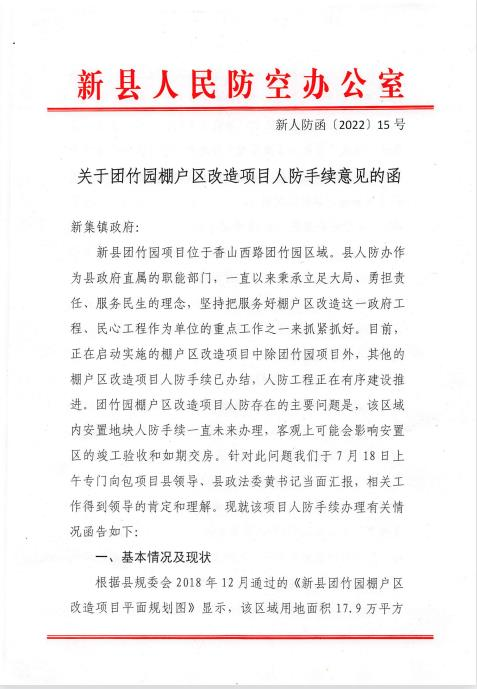 新县人民防空办公室
新人防函〔2022〕15 号
关于团竹园棚户区改造项目人防手续意见的函
新集镇政府:
新县团竹园项目位于香山西路团竹园区域。县人防办作
为县政府直属的职能部门，一直以来秉承立足大局、勇担责
任、服务民生的理念，坚持把服务好棚户区改造这一政府工
程、民心工程作为单位的重点工作之一来抓紧抓好。目前，
正在启动实施的棚户区改造项目中除团竹园项目外，其他的
棚户区改造项目人防手续已办结，人防工程正在有序建设推
进。团竹园棚户区改造项目人防存在的主要问题是，该区域
内安置地块人防手续一直未来办理，客观上可能会影响安置
区的竣工验收和如期交房。针对此问题我们于 7 月 18 日上
午专门向包项目县领导、县政法委黄书记当面汇报，相关工
作得到领导的肯定和理解。现就该项目人防手续办理有关情
况函告如下:
一、基本情况及现状
根据县规委会 2018 年 12 月通过的《新县团竹园棚户区
改造项目平面规划图》显示，该区域用地面积 17.9 万平方